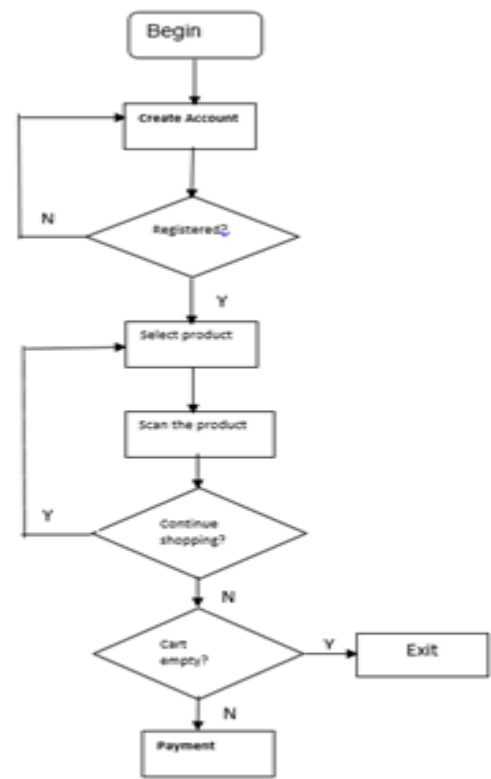 Begin
Create Account
N
Registered?
Y
Select product
Scan the product
Y
Continue
shopping?
N
Cart
empty?
Y
Exit
N
Payment